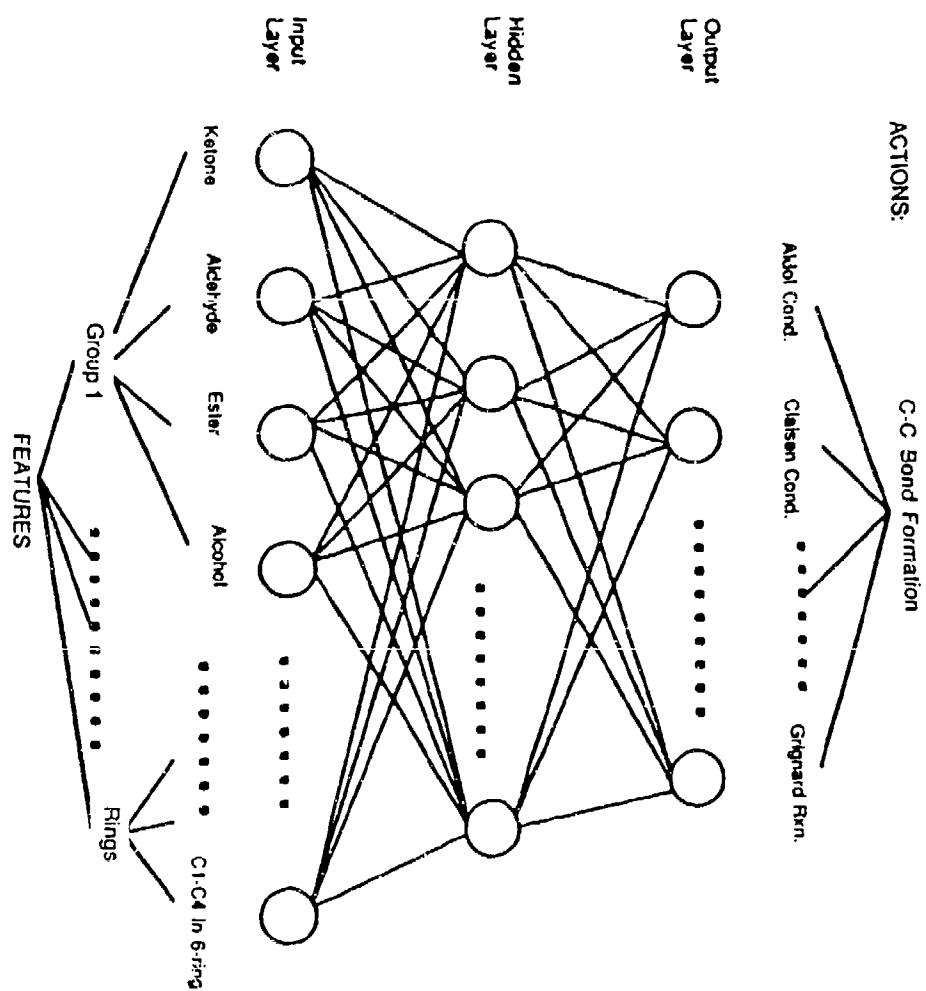 ACTIONS:
C-C Bond Formation
Aldol Cond.
Claisen Cond.
Grignard Rxn.
Output
Layer
Hidden
Layer
Input
Layer
Ketone
Aldehyde
Ester
Alcohol
C1-C4 In 6-ring
Group 1
Rings
FEATURES